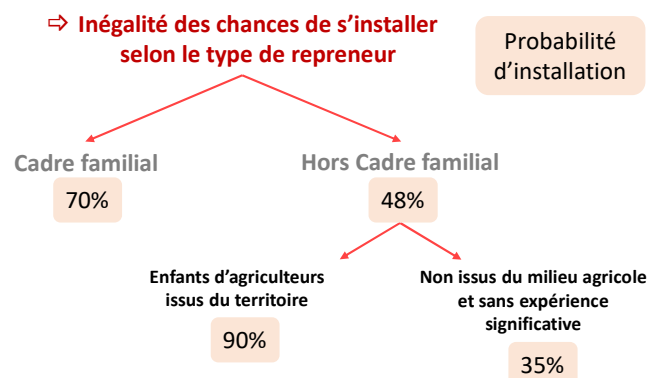 ⇨ Inégalité des chances de s’installer
selon le type de repreneur
Probabilité
d’installation
Cadre familial
70%
Hors Cadre familial
48%
Enfants d’agriculteurs
issus du territoire
90%
Non issus du milieu agricole
et sans expérience
significative
35%